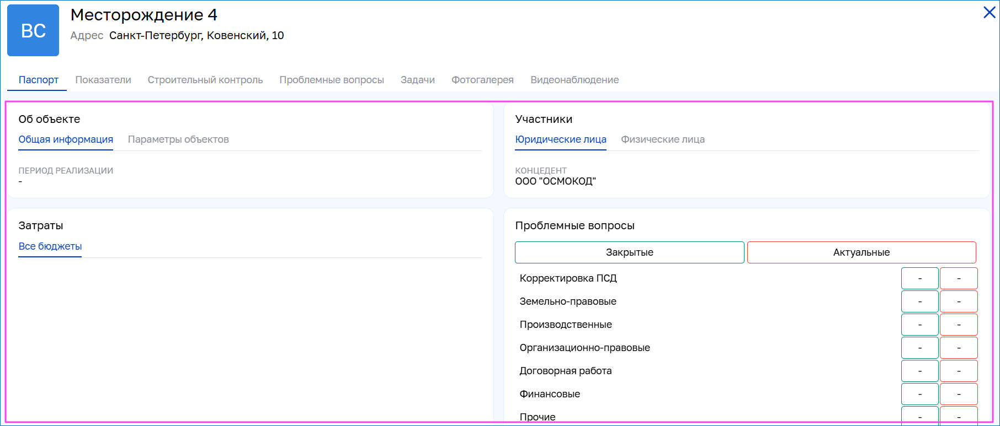 ВС
Месторождение 4
Адрес Санкт-Петербург, Ковенский, 10
Паспорт Показатели Строительный контроль Проблемные вопросы Задачи Фотогалерея Видеонаблюдение
Об объекте
Общая информация Параметры объектов
ПЕРИОД РЕАЛИЗАЦИИ
-
Участники
Юридические лица Физические лица
КОНЦЕДЕНТ
ООО "ОСМОКОД"
Затраты
Все бюджеты
Проблемные вопросы
Закрытые Актуальные
Корректировка ПСД - -
Земельно-правовые - -
Производственные - -
Организационно-правовые - -
Договорная работа - -
Финансовые - -
Прочие - -